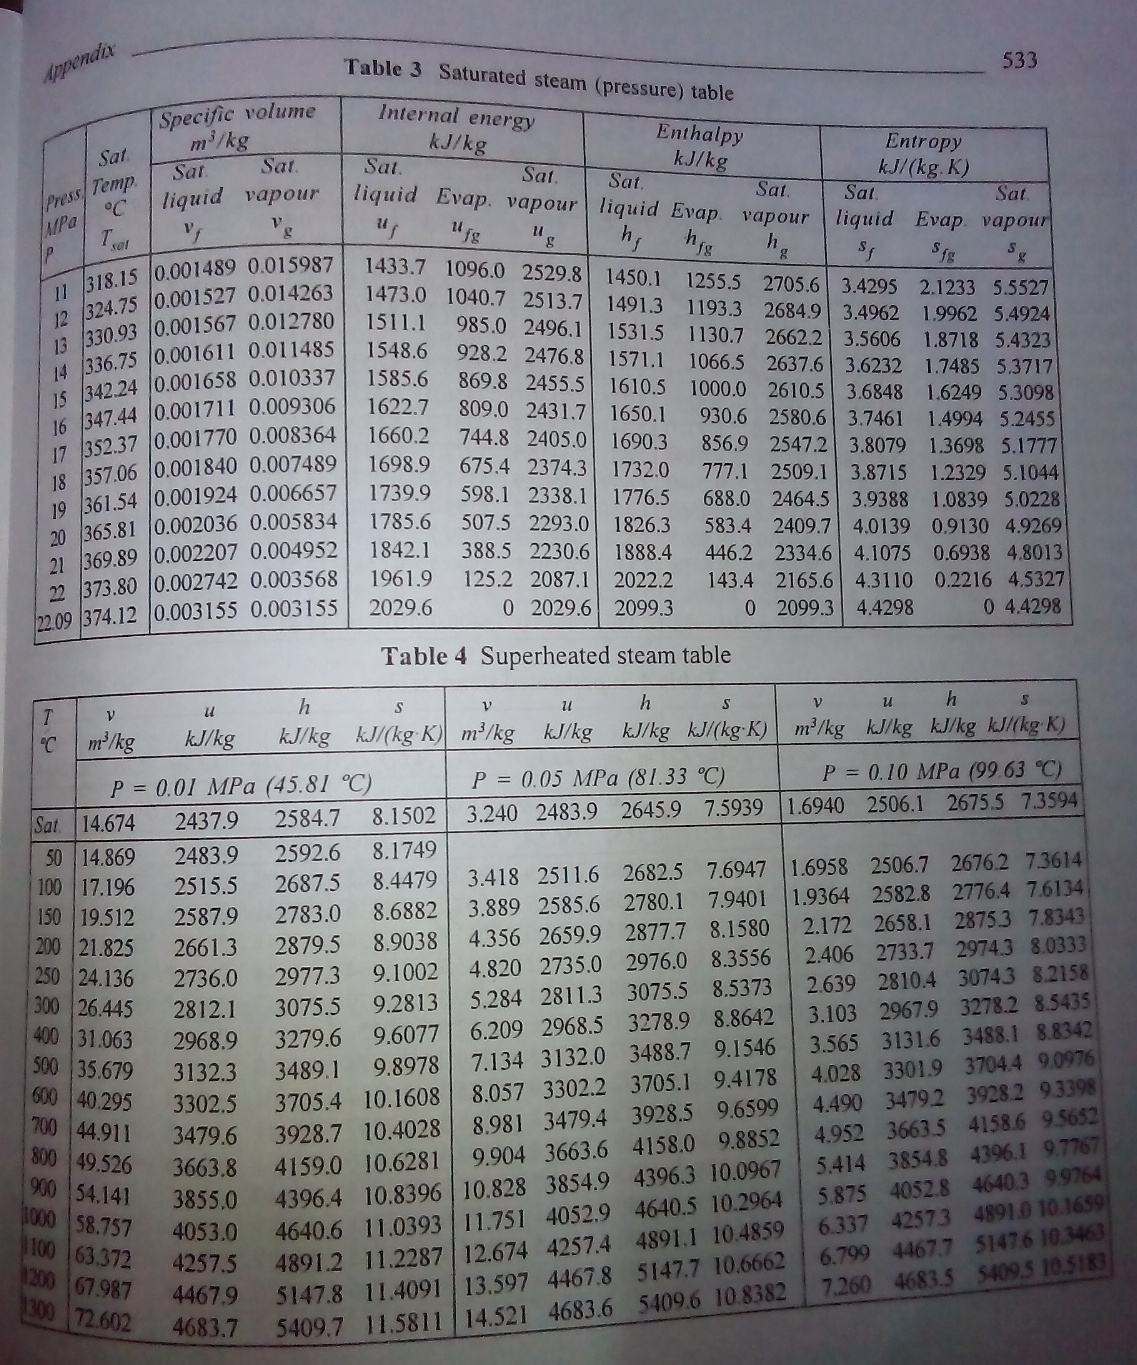 Appendix 533
Table 3 Saturated steam (pressure) table
Press. MPa P | Sat. Temp. °C T_sat | Specific volume m³/kg | Internal energy kJ/kg | Enthalpy kJ/kg | Entropy kJ/(kg.K)
Sat. liquid v_f | Sat. vapour v_g | Sat. liquid u_f | Evap. u_fg | Sat. vapour u_g | Sat. liquid h_f | Evap. h_fg | Sat. vapour h_g | Sat. liquid s_f | Evap. s_fg | Sat. vapour s_g
11 318.15 0.001489 0.015987 1433.7 1096.0 2529.8 1450.1 1255.5 2705.6 3.4295 2.1233 5.5527
12 324.75 0.001527 0.014263 1473.0 1040.7 2513.7 1491.3 1193.3 2684.9 3.4962 1.9962 5.4924
13 330.93 0.001567 0.012780 1511.1 985.0 2496.1 1531.5 1130.7 2662.2 3.5606 1.8718 5.4323
14 336.75 0.001611 0.011485 1548.6 928.2 2476.8 1571.1 1066.5 2637.6 3.6232 1.7485 5.3717
15 342.24 0.001658 0.010337 1585.6 869.8 2455.5 1610.5 1000.0 2610.5 3.6848 1.6249 5.3098
16 347.44 0.001711 0.009306 1622.7 809.0 2431.7 1650.1 930.6 2580.6 3.7461 1.4994 5.2455
17 352.37 0.001770 0.008364 1660.2 744.8 2405.0 1690.3 856.9 2547.2 3.8079 1.3698 5.1777
18 357.06 0.001840 0.007489 1698.9 675.4 2374.3 1732.0 777.1 2509.1 3.8715 1.2329 5.1044
19 361.54 0.001924 0.006657 1739.9 598.1 2338.1 1776.5 688.0 2464.5 3.9388 1.0839 5.0228
20 365.81 0.002036 0.005834 1785.6 507.5 2293.0 1826.3 583.4 2409.7 4.0139 0.9130 4.9269
21 369.89 0.002207 0.004952 1842.1 388.5 2230.6 1888.4 446.2 2334.6 4.1075 0.6938 4.8013
22 373.80 0.002742 0.003568 1961.9 125.2 2087.1 2022.2 143.4 2165.6 4.3110 0.2216 4.5327
22.09 374.12 0.003155 0.003155 2029.6 0 2029.6 2099.3 0 2099.3 4.4298 0 4.4298
Table 4 Superheated steam table
T v u h s v u h s v u h s
°C m³/kg kJ/kg kJ/kg kJ/(kg·K) m³/kg kJ/kg kJ/kg kJ/(kg·K) m³/kg kJ/kg kJ/kg kJ/(kg·K)
P = 0.01 MPa (45.81 °C) P = 0.05 MPa (81.33 °C) P = 0.10 MPa (99.63 °C)
Sat. 14.674 2437.9 2584.7 8.1502 3.240 2483.9 2645.9 7.5939 1.6940 2506.1 2675.5 7.3594
50 14.869 2483.9 2592.6 8.1749
100 17.196 2515.5 2687.5 8.4479 3.418 2511.6 2682.5 7.6947 1.6958 2506.7 2676.2 7.3614
150 19.512 2587.9 2783.0 8.6882 3.889 2585.6 2780.1 7.9401 1.9364 2582.8 2776.4 7.6134
200 21.825 2661.3 2879.5 8.9038 4.356 2659.9 2877.7 8.1580 2.172 2658.1 2875.3 7.8343
250 24.136 2736.0 2977.3 9.1002 4.820 2735.0 2976.0 8.3556 2.406 2733.7 2974.3 8.0333
300 26.445 2812.1 3075.5 9.2813 5.284 2811.3 3075.5 8.5373 2.639 2810.4 3074.3 8.2158
400 31.063 2968.9 3279.6 9.6077 6.209 2968.5 3278.9 8.8642 3.103 2967.9 3278.2 8.5435
500 35.679 3132.3 3489.1 9.8978 7.134 3132.0 3488.7 9.1546 3.565 3131.6 3488.1 8.8342
600 40.295 3302.5 3705.4 10.1608 8.057 3302.2 3705.1 9.4178 4.028 3301.9 3704.4 9.0976
700 44.911 3479.6 3928.7 10.4028 8.981 3479.4 3928.5 9.6599 4.490 3479.2 3928.2 9.3398
800 49.526 3663.8 4159.0 10.6281 9.904 3663.6 4158.0 9.8852 4.952 3663.5 4158.6 9.5652
900 54.141 3855.0 4396.4 10.8396 10.828 3854.9 4396.3 10.0967 5.414 3854.8 4396.1 9.7767
1000 58.757 4053.0 4640.6 11.0393 11.751 4052.9 4640.5 10.2964 5.875 4052.8 4640.3 9.9764
1100 63.372 4257.5 4891.2 11.2287 12.674 4257.4 4891.1 10.4859 6.337 4257.3 4891.0 10.1659
1200 67.987 4467.9 5147.8 11.4091 13.597 4467.8 5147.7 10.6662 6.799 4467.7 5147.6 10.3463
1300 72.602 4683.7 5409.7 11.5811 14.521 4683.6 5409.6 10.8382 7.260 4683.5 5409.5 10.5183